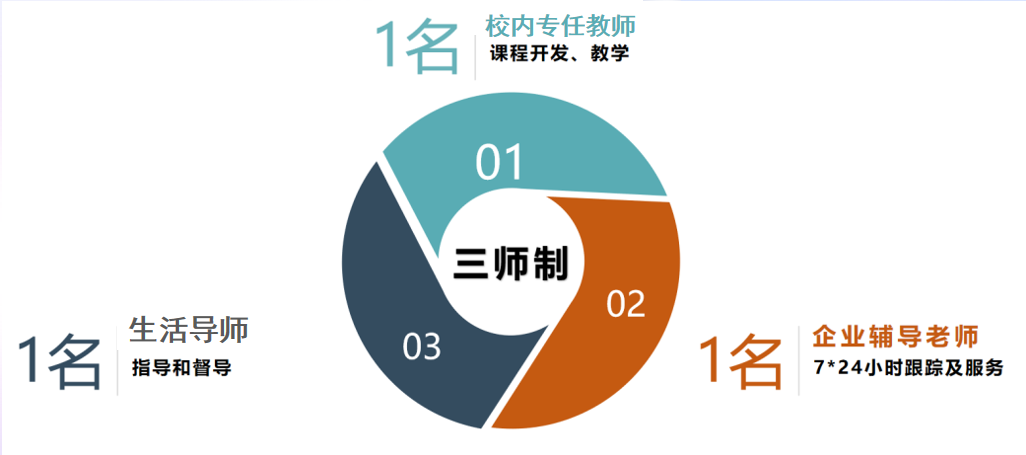 1名
校内专任教师
课程开发、教学
01
三师制
02
03
1名
生活导师
指导和督导
1名
企业辅导老师
7*24小时跟踪及服务